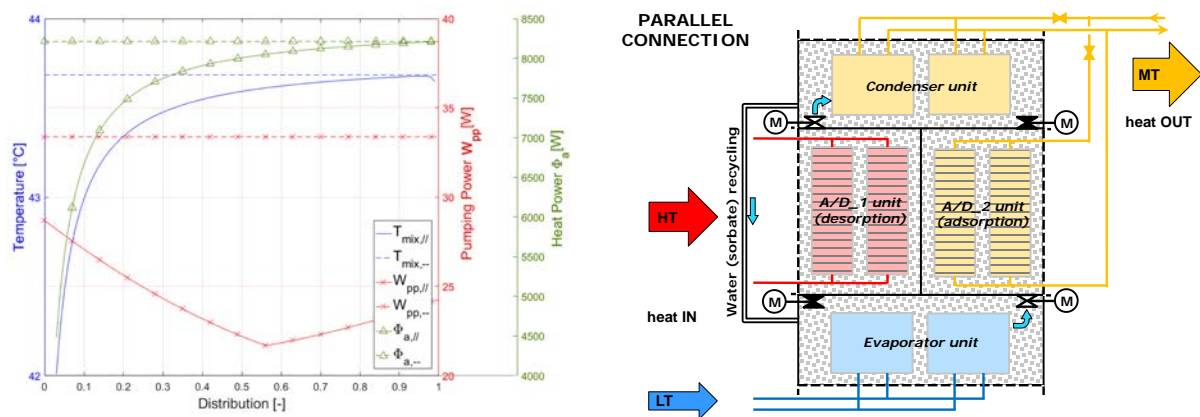 44
43
42
Temperature [°C]
0
0.1
0.2
0.3
0.4
0.5
0.6
0.7
0.8
0.9
1
Distribution [-]
40
35
30
25
20
Pumping Power W_pp[W]
8500
8000
7500
7000
6500
6000
5500
5000
4500
4000
Heat Power Φ_a[W]
T_mix,//
T_mix,--
W_pp,//
W_pp,--
Φ_a,//
Φ_a,--
PARALLEL
CONNECTION
Condenser unit
MT
heat OUT
M
M
Water (sorbate) recycling
HT
A/D_1 unit
(desorption)
A/D_2 unit
(adsorption)
M
M
heat IN
Evaporator unit
LT